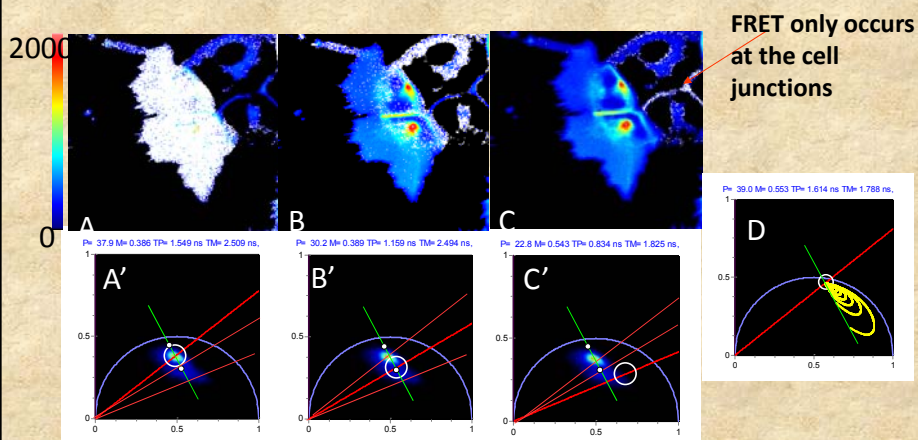 FRET only occurs
at the cell
junctions
2000
0
A
B
C
P= 37.9 M= 0.386 TP= 1.549 ns TM= 2.509 ns,
P= 30.2 M= 0.389 TP= 1.159 ns TM= 2.494 ns,
P= 22.8 M= 0.543 TP= 0.834 ns TM= 1.825 ns,
P= 39.0 M= 0.553 TP= 1.614 ns TM= 1.788 ns,
A’
B’
C’
D
1
0.5
0
0
0.5
1
1
0.5
0
0
0.5
1
1
0.5
0
0
0.5
1
1
0.5
0
0
0.5
1